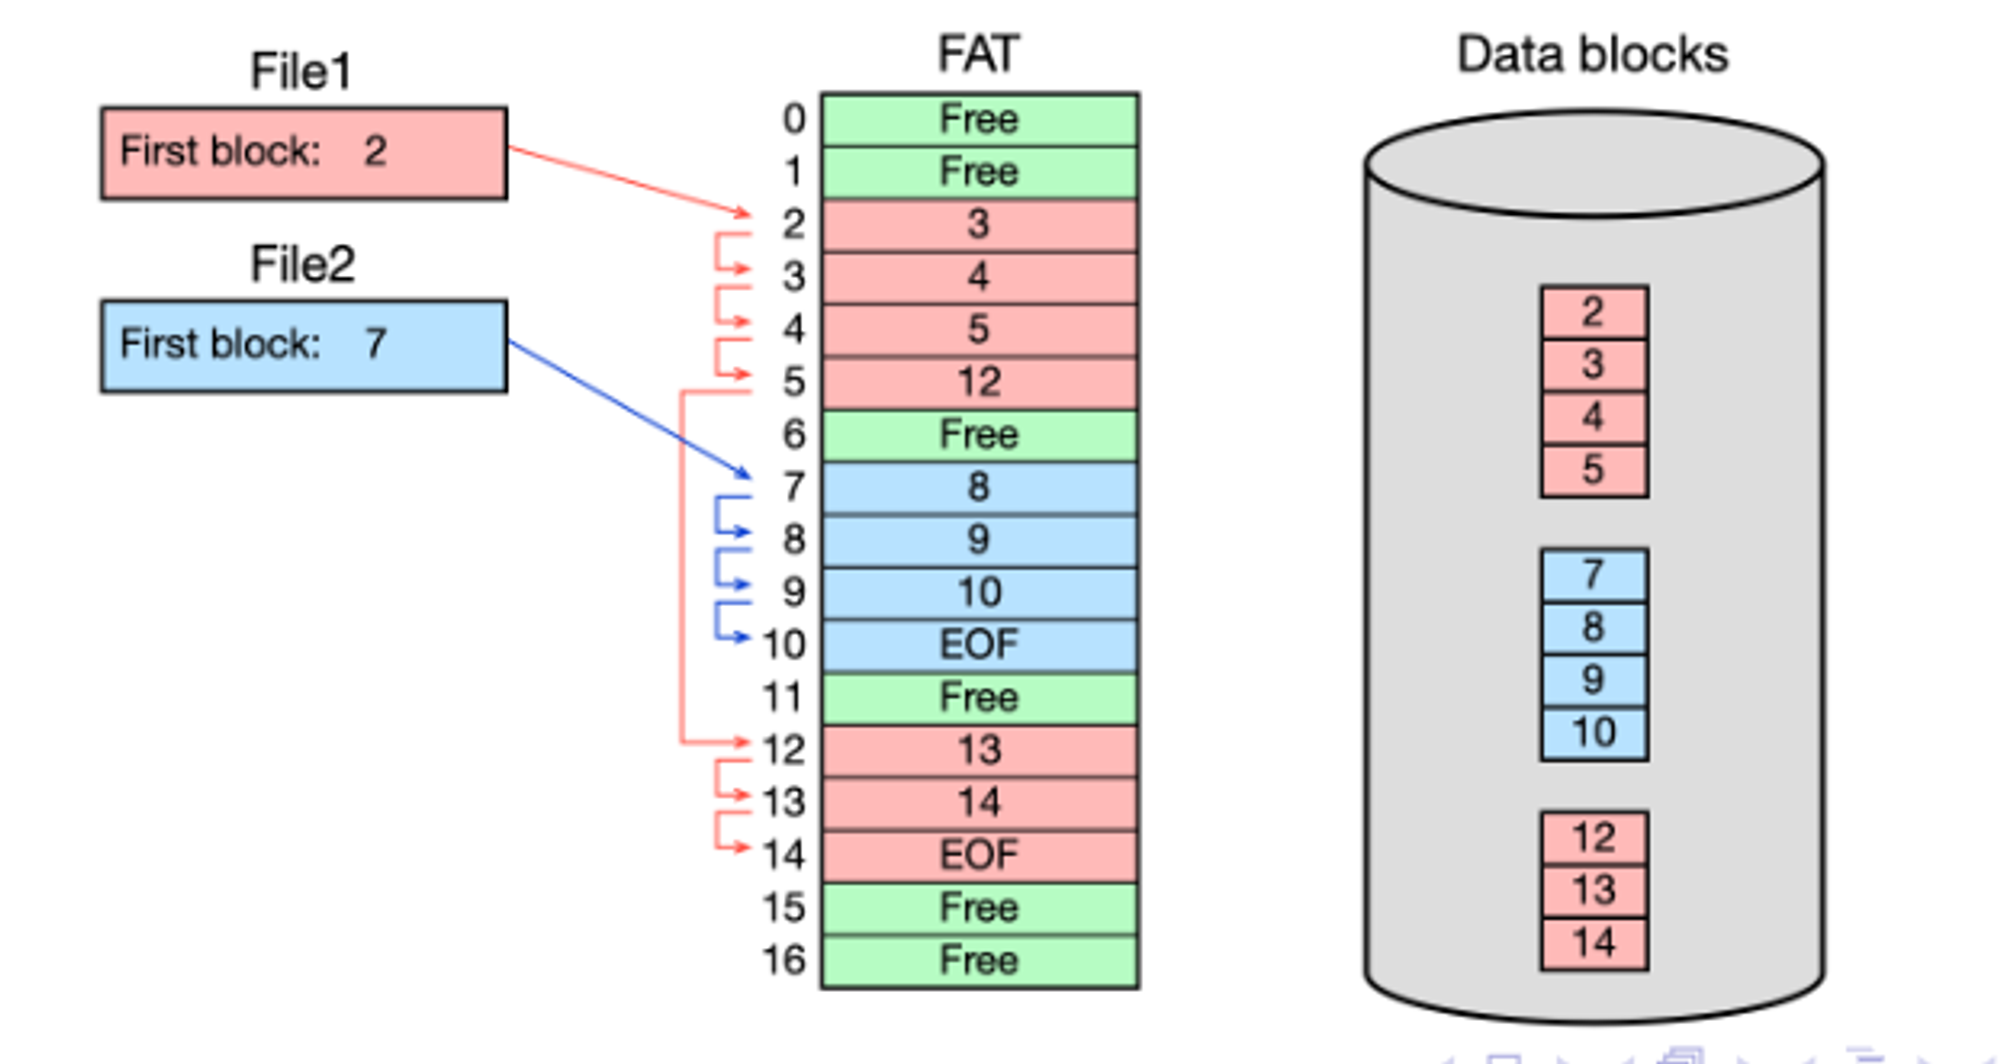 File1
First block: 2
File2
First block: 7
FAT
0 Free
1 Free
2 3
3 4
4 5
5 12
6 Free
7 8
8 9
9 10
10 EOF
11 Free
12 13
13 14
14 EOF
15 Free
16 Free
Data blocks
2
3
4
5
7
8
9
10
12
13
14